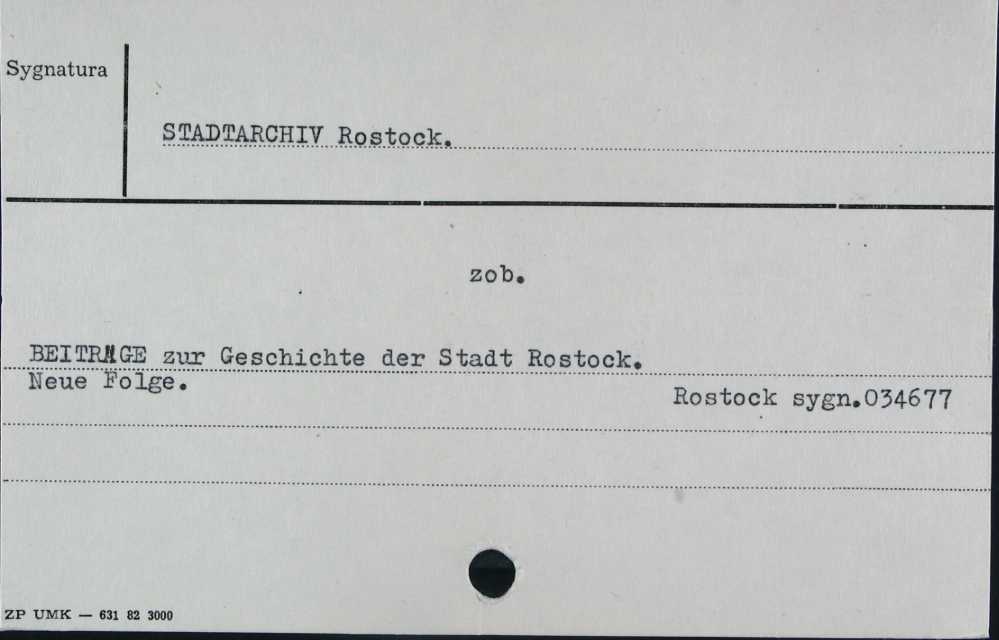 Sygnatura
STADTARCHIV Rostock.
zob.
BEITRÄGE zur Geschichte der Stadt Rostock.
Neue Folge.
Rostock sygn.034677
ZP UMK — 631 82 3000